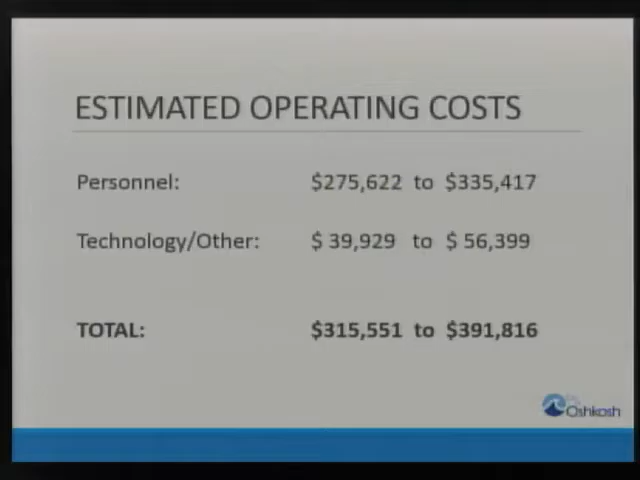 ESTIMATED OPERATING COSTS
Personnel: $275,622 to $335,417
Technology/Other: $ 39,929 to $ 56,399
TOTAL: $315,551 to $391,816
Oshkosh